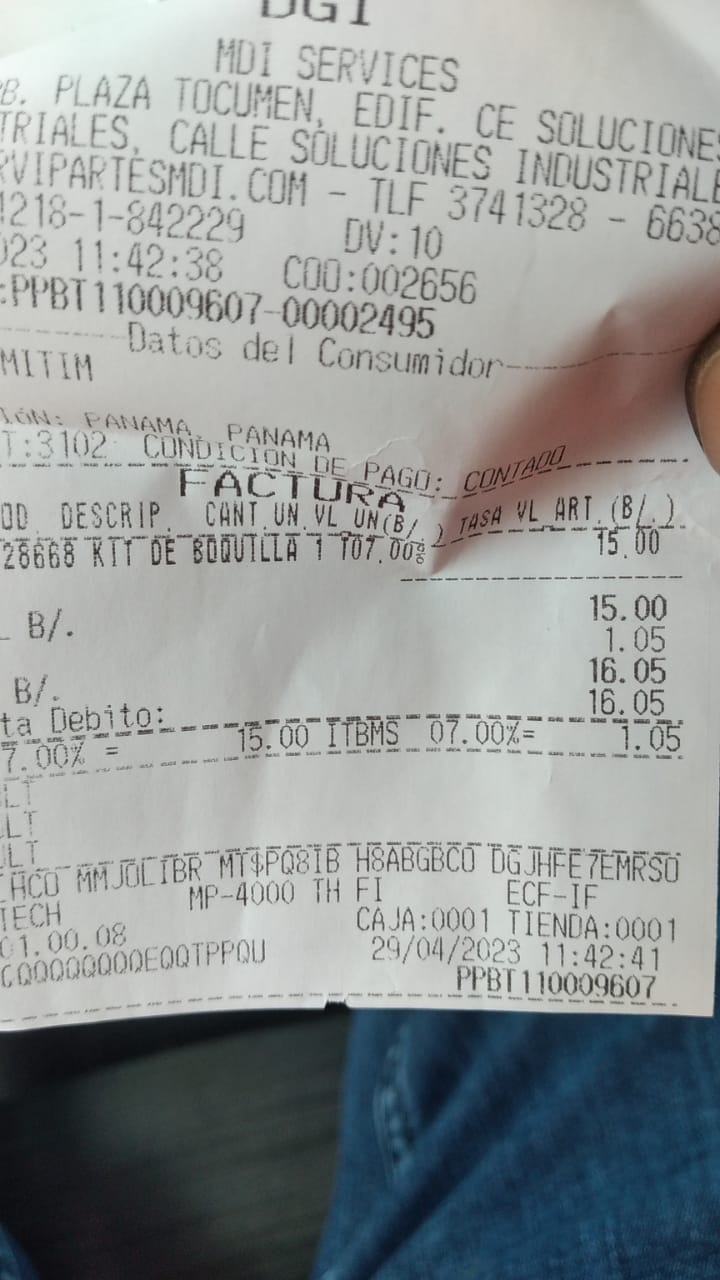 DGI
MDI SERVICES
PB. PLAZA TOCUMEN, EDIF. CE SOLUCIONES
TRIALES, CALLE SOLUCIONES INDUSTRIALE
RVIPARTESMDI.COM - TLF 3741328 - 6638
1218-1-842229 DV:10
023 11:42:38 COO:002656
:PPBT110009607-00002495
Datos del Consumidor
MITIM
IÓN: PANAMA, PANAMA
T:3102 CONDICION DE PAGO: CONTADO
FACTURA
OD DESCRIP. CANT.UN.VL UN(B/.) TASA VL ART.(B/.)
28668 KIT DE BOQUILLA 1 T07.00% 15.00
15.00
L B/. 1.05
16.05
B/. 16.05
ta Debito:
7.00% = 15.00 ITBMS 07.00%= 1.05
LT
LT
LT
MMJOLIBR MT$PQ8IB H8ABGBCO DGJHFE7EMRSO
MP-4000 TH FI ECF-IF
TECH CAJA:0001 TIENDA:0001
01.00.08 29/04/2023 11:42:41
CQQQQQQQQEQQTPPQU PPBT110009607